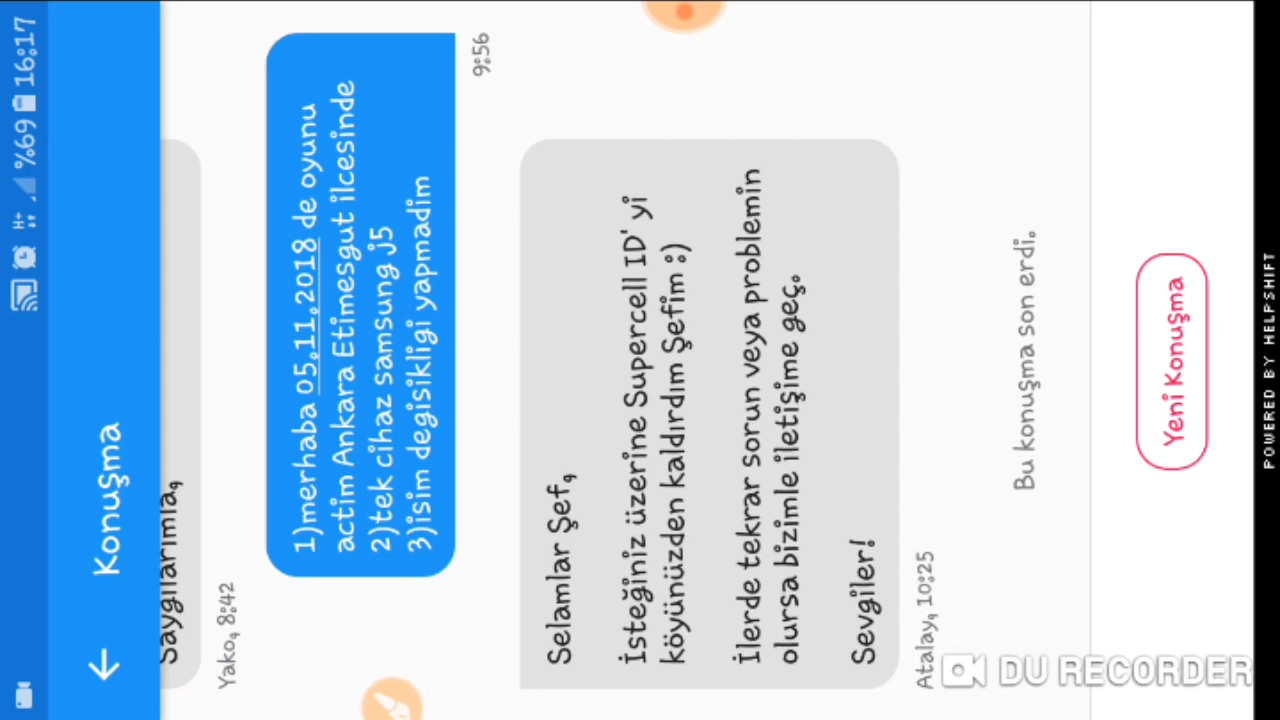 H+ %69 16:17
Konuşma
Saygılarımla,
Yako, 8:42
1)merhaba 05.11.2018 de oyunu
actim Ankara Etimesgut ilcesinde
2)tek cihaz samsung j5
3)isim degisikligi yapmadim
9:56
Selamlar Şef,
İsteğiniz üzerine Supercell ID' yi
köyünüzden kaldırdım Şefim :)
İlerde tekrar sorun veya problemin
olursa bizimle iletişime geç.
Sevgiler!
Atalay, 10:25
Bu konuşma son erdi.
Yeni Konuşma
POWERED BY HELPSHIFT
DU RECORDER